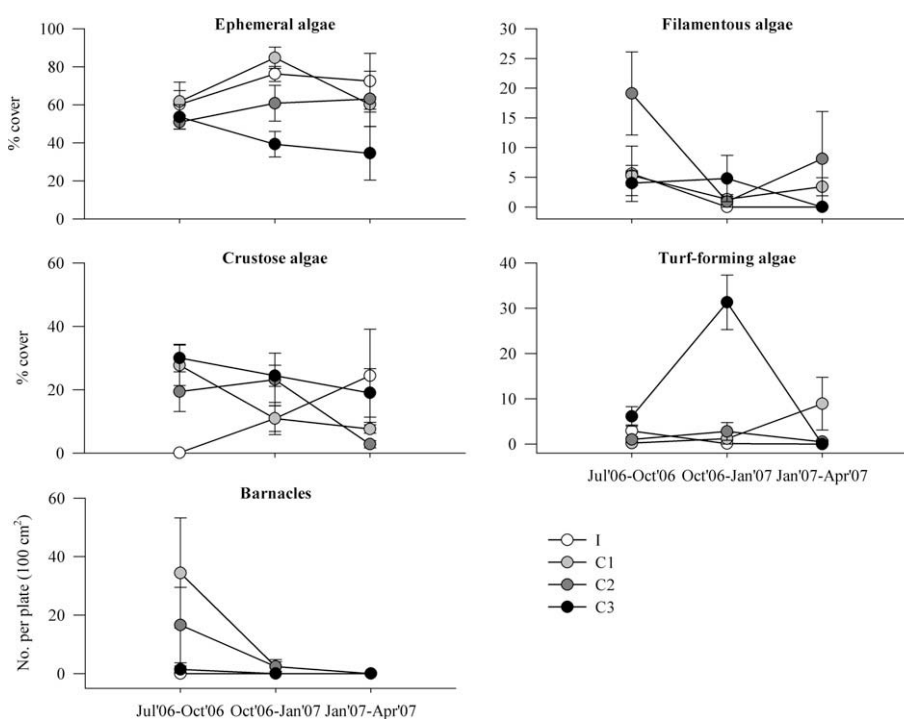 Ephemeral algae
100
80
60
40
20
0
% cover
Filamentous algae
30
25
20
15
10
5
0
Crustose algae
60
40
20
0
% cover
Turf-forming algae
40
30
20
10
0
Jul'06-Oct'06 Oct'06-Jan'07 Jan'07-Apr'07
Barnacles
60
40
20
0
No. per plate (100 cm²)
Jul'06-Oct'06 Oct'06-Jan'07 Jan'07-Apr'07
I
C1
C2
C3